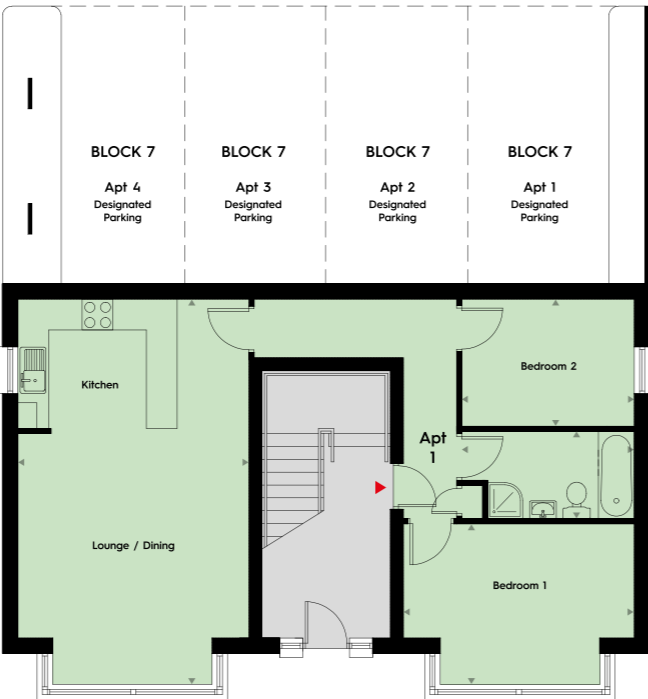 BLOCK 7
Apt 4
Designated
Parking
BLOCK 7
Apt 3
Designated
Parking
BLOCK 7
Apt 2
Designated
Parking
BLOCK 7
Apt 1
Designated
Parking
Kitchen
Bedroom 2
Apt
1
Lounge / Dining
Bedroom 1